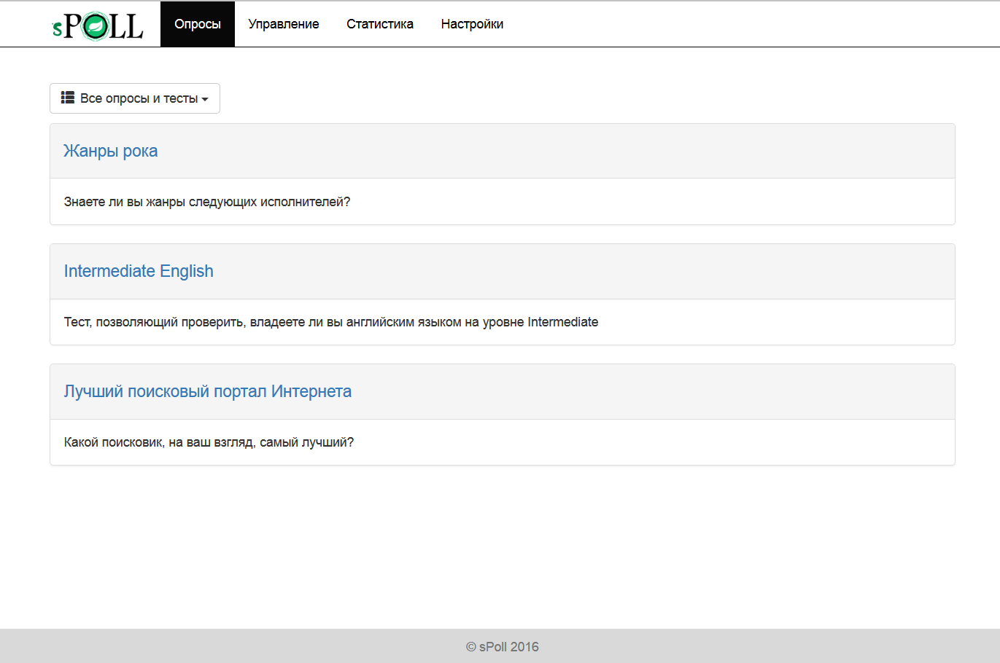 sPOLL Опросы Управление Статистика Настройки
Все опросы и тесты
Жанры рока
Знаете ли вы жанры следующих исполнителей?
Intermediate English
Тест, позволяющий проверить, владеете ли вы английским языком на уровне Intermediate
Лучший поисковый портал Интернета
Какой поисковик, на ваш взгляд, самый лучший?
© sPoll 2016